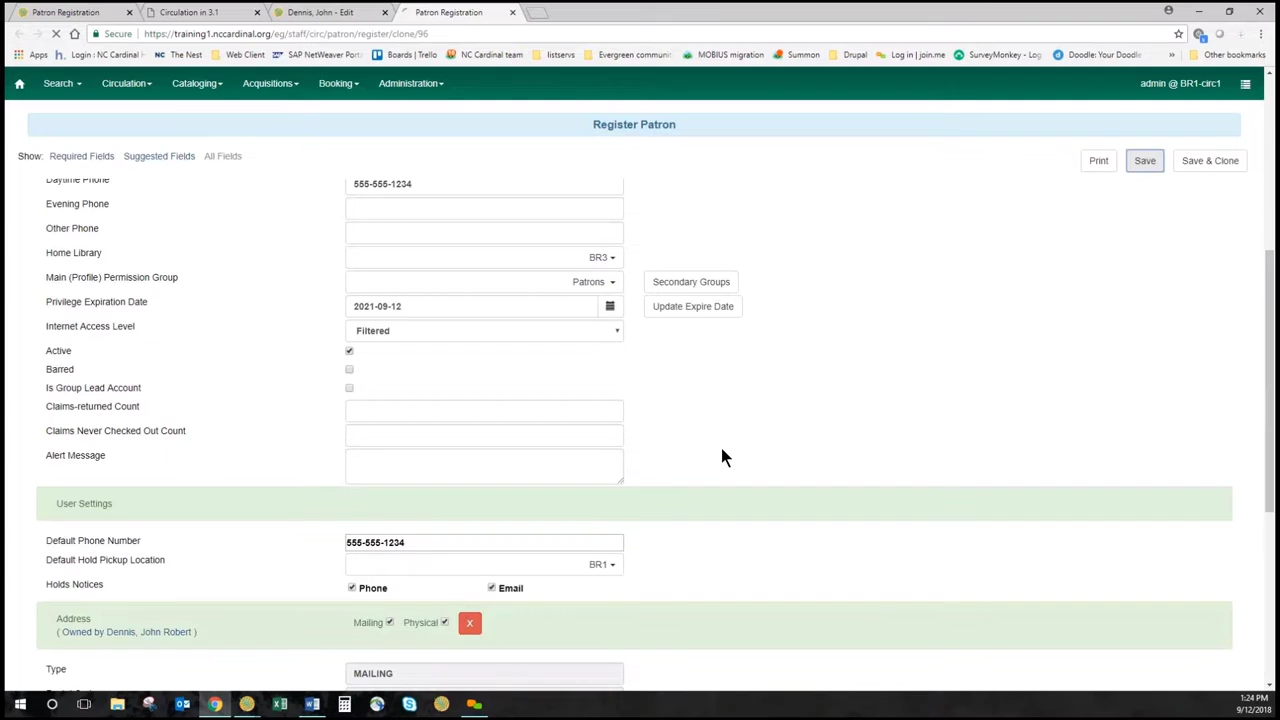 Patron Registration
Circulation in 3.1
Dennis, John - Edit
Patron Registration
Secure
https://training1.nccardinal.org/eg/staff/circ/patron/register/clone/96
Apps
Login : NC Cardinal H
The Nest
Web Client
SAP NetWeaver Port
Boards | Trello
NC Cardinal team
listservs
Evergreen communit
MOBIUS migration
Summon
Drupal
Log in | join.me
SurveyMonkey - Log
Doodle: Your Doodle
Other bookmarks
Search
Circulation
Cataloging
Acquisitions
Booking
Administration
admin @ BR1-circ1
Register Patron
Show: Required Fields Suggested Fields All Fields
Print
Save
Save & Clone
Daytime Phone
555-555-1234
Evening Phone
Other Phone
Home Library
BR3
Main (Profile) Permission Group
Patrons
Secondary Groups
Privilege Expiration Date
2021-09-12
Update Expire Date
Internet Access Level
Filtered
Active
Barred
Is Group Lead Account
Claims-returned Count
Claims Never Checked Out Count
Alert Message
User Settings
Default Phone Number
555-555-1234
Default Hold Pickup Location
BR1
Holds Notices
Phone
Email
Address
( Owned by Dennis, John Robert )
Mailing
Physical
X
Type
MAILING
1:24 PM
9/12/2018